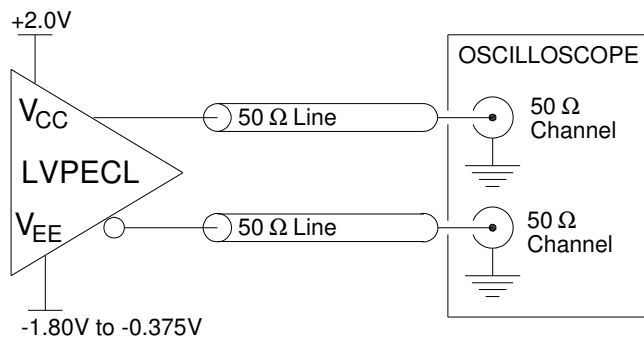 +2.0V
OSCILLOSCOPE
VCC
50 Ω Line
50 Ω
Channel
LVPECL
VEE
50 Ω Line
50 Ω
Channel
-1.80V to -0.375V